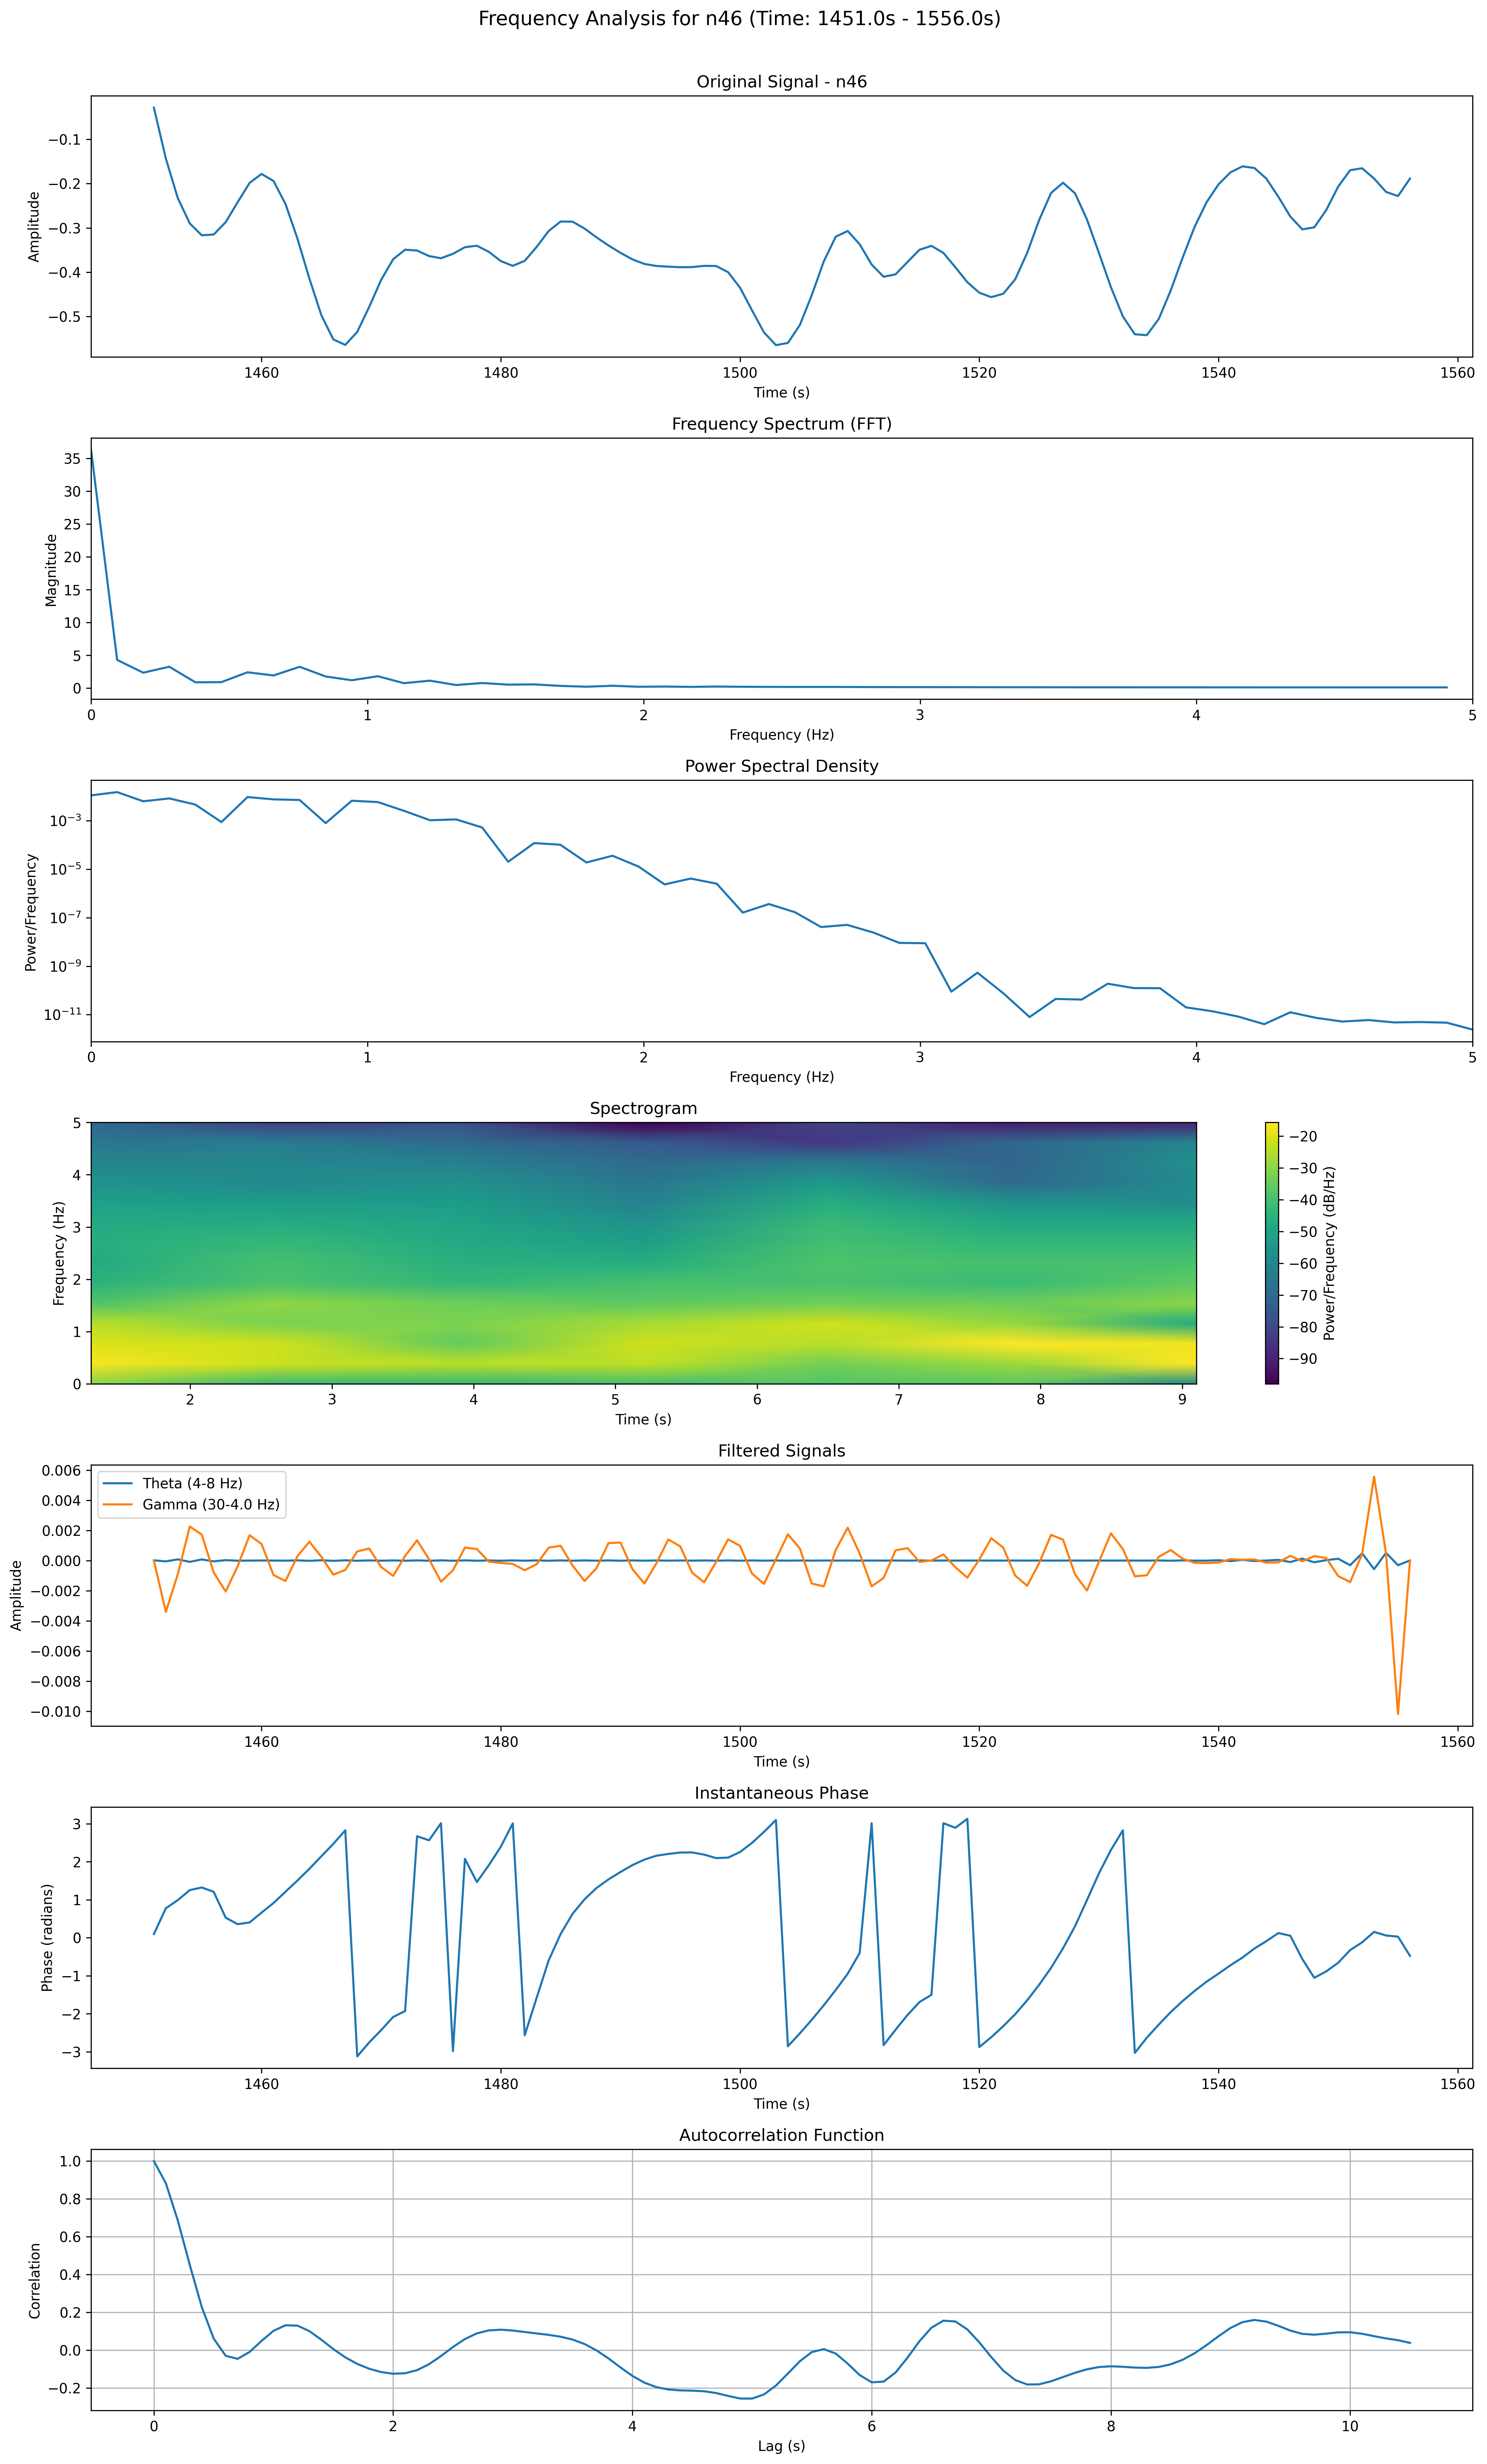 Frequency Analysis for n46 (Time: 1451.0s - 1556.0s)
Original Signal - n46
Amplitude
−0.1
−0.2
−0.3
−0.4
−0.5
1460 1480 1500 1520 1540 1560
Time (s)
Frequency Spectrum (FFT)
Magnitude
35
30
25
20
15
10
5
0
0 1 2 3 4 5
Frequency (Hz)
Power Spectral Density
Power/Frequency
10⁻³
10⁻⁵
10⁻⁷
10⁻⁹
10⁻¹¹
0 1 2 3 4 5
Frequency (Hz)
Spectrogram
Frequency (Hz)
5
4
3
2
1
0
2 3 4 5 6 7 8 9
Time (s)
−20
−30
−40
−50
−60
−70
−80
−90
Power/Frequency (dB/Hz)
Filtered Signals
Theta (4-8 Hz)
Gamma (30-4.0 Hz)
Amplitude
0.006
0.004
0.002
0.000
−0.002
−0.004
−0.006
−0.008
−0.010
1460 1480 1500 1520 1540 1560
Time (s)
Instantaneous Phase
Phase (radians)
3
2
1
0
−1
−2
−3
1460 1480 1500 1520 1540 1560
Time (s)
Autocorrelation Function
Correlation
1.0
0.8
0.6
0.4
0.2
0.0
−0.2
0 2 4 6 8 10
Lag (s)